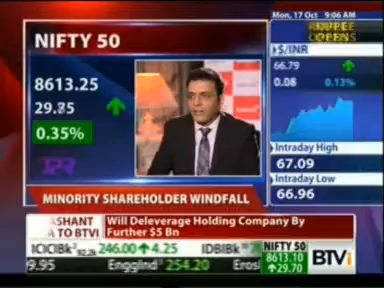 Mon, 17 Oct 9:06 AM
RUPEE
OPENS
NIFTY 50
8613.25
29.85
0.35%
$/INR
66.79
0.08 0.13%
Intraday High
67.09
Intraday Low
66.96
MINORITY SHAREHOLDER WINDFALL
ASHANT
A TO BTVI
Will Deleverage Holding Company By
Further $5 Bn
ICICIBk 246.00 4.25 IDBIBk
9.95 EnggInd 254.20 Eros
NIFTY 50
8613.10
29.70
BTVi